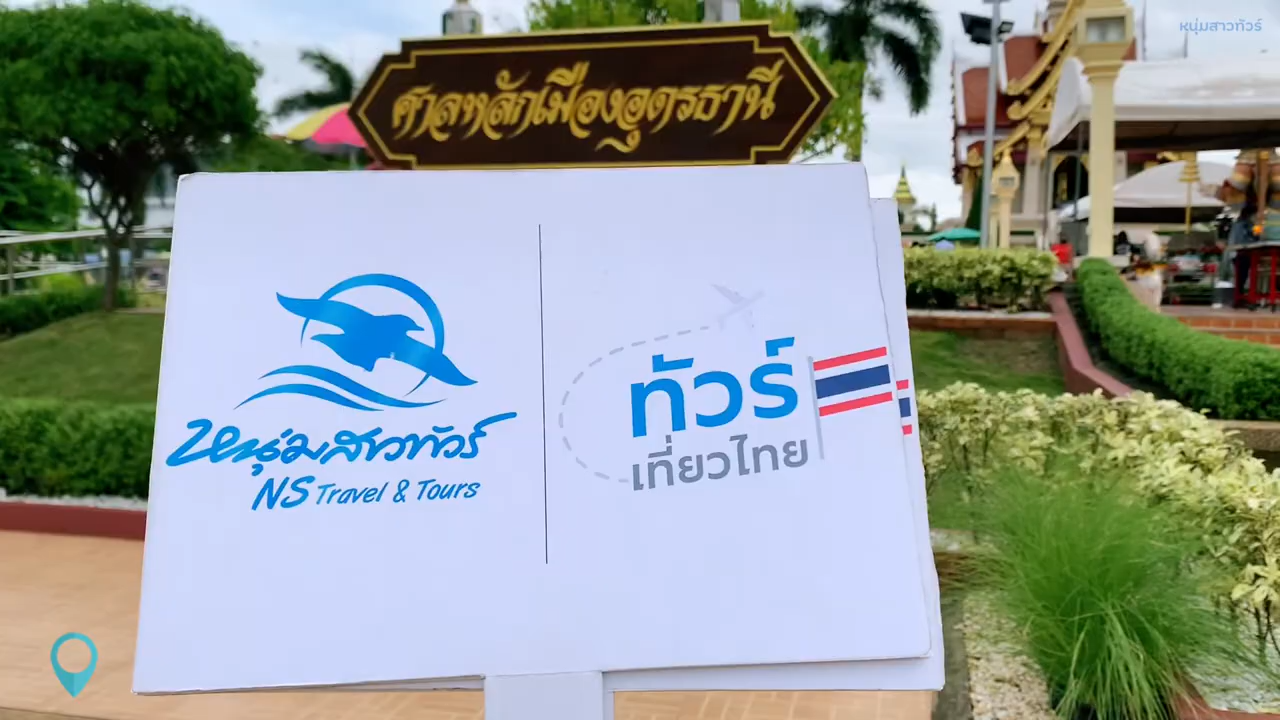 หนุ่มสาวทัวร์
ศาลหลักเมืองอุดรธานี
หนุ่มสาวทัวร์
NS Travel & Tours
ทัวร์
เที่ยวไทย